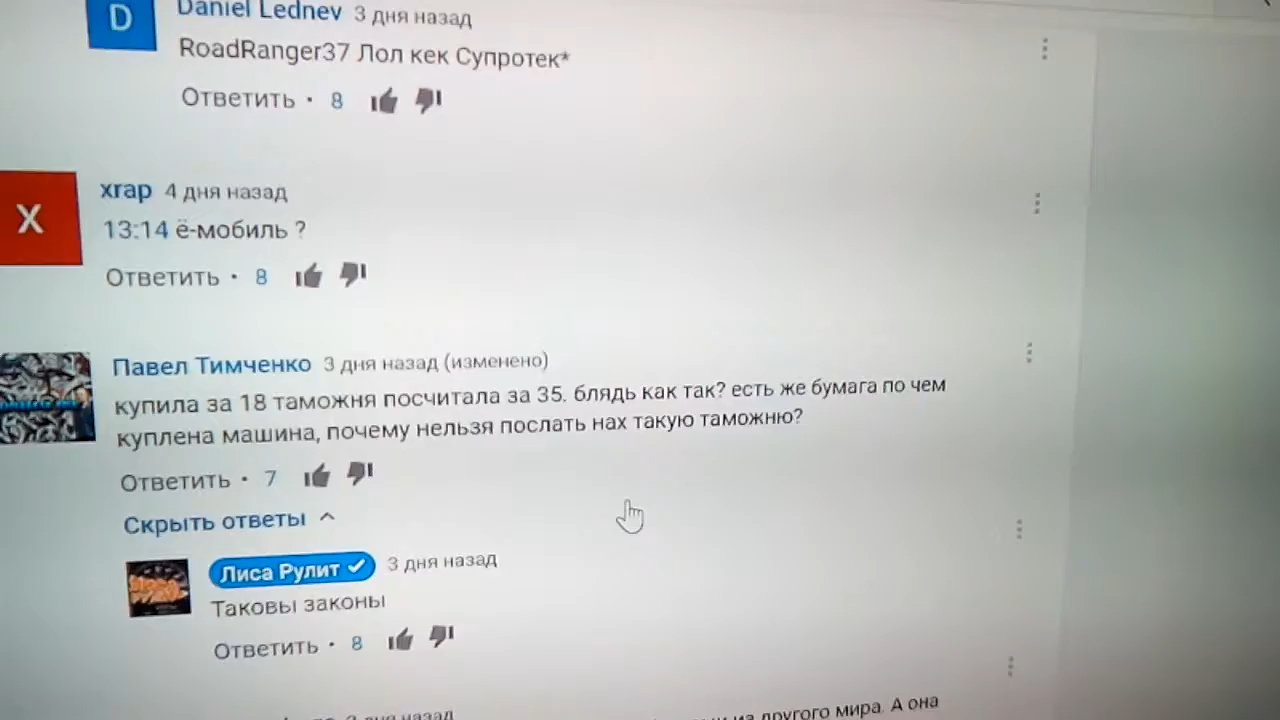 D
Daniel Lednev 3 дня назад
RoadRanger37 Лол кек Супротек*
Ответить · 8
X
xrap 4 дня назад
13:14 ё-мобиль ?
Ответить · 8
Павел Тимченко 3 дня назад (изменено)
купила за 18 таможня посчитала за 35. блядь как так? есть же бумага по чем
куплена машина, почему нельзя послать нах такую таможню?
Ответить · 7
Скрыть ответы
Лиса Рулит 3 дня назад
Таковы законы
Ответить · 8
3 дня назад
из другого мира. А она